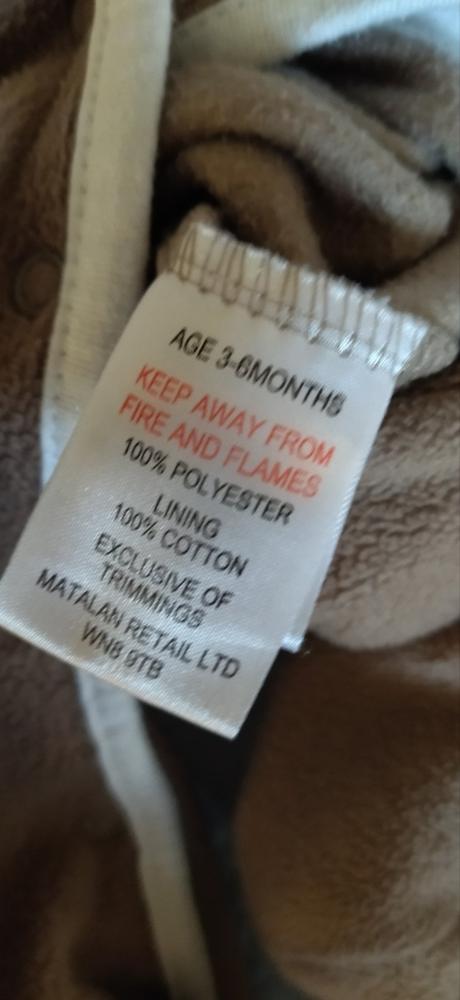 AGE 3-6MONTHS
KEEP AWAY FROM
FIRE AND FLAMES
100% POLYESTER
LINING
100% COTTON
EXCLUSIVE OF
TRIMMINGS
MATALAN RETAIL LTD
WN8 9TB